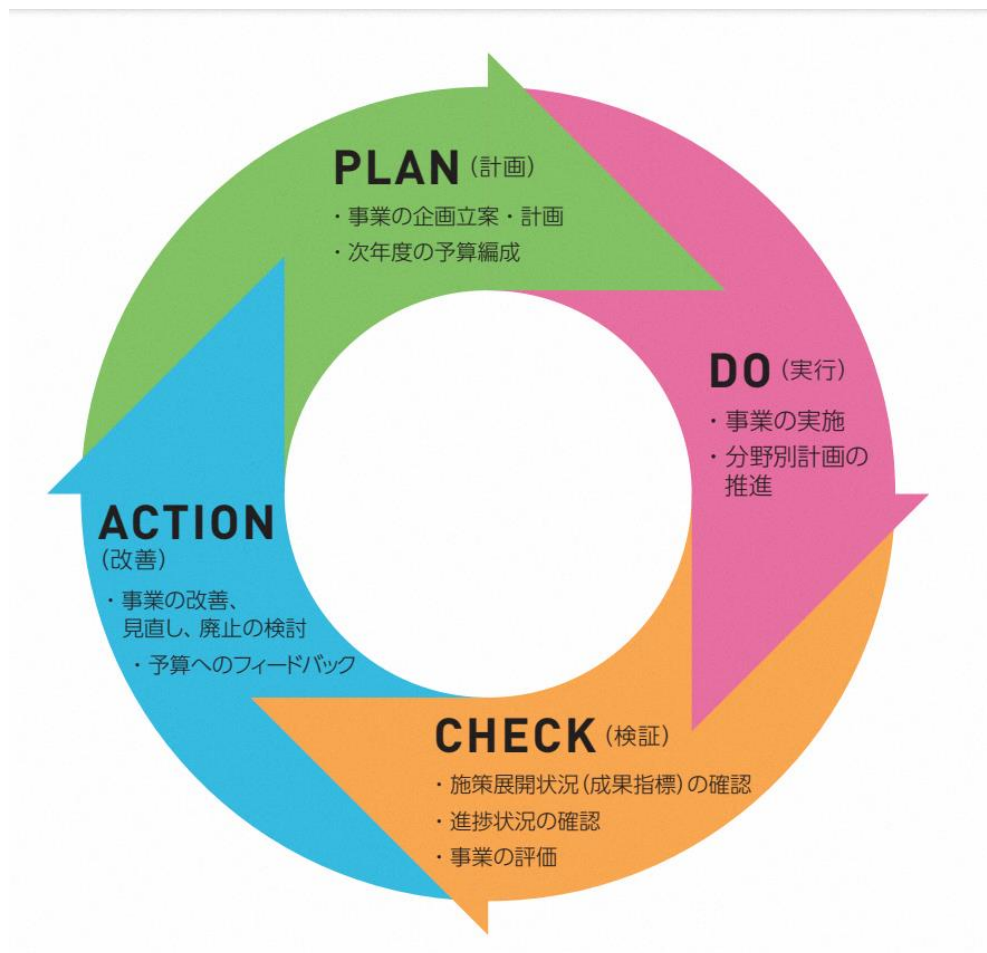 PLAN(計画)
・事業の企画立案・計画
・次年度の予算編成
DO(実行)
・事業の実施
・分野別計画の
推進
CHECK(検証)
・施策展開状況(成果指標)の確認
・進捗状況の確認
・事業の評価
ACTION
(改善)
・事業の改善、
見直し、廃止の検討
・予算へのフィードバック